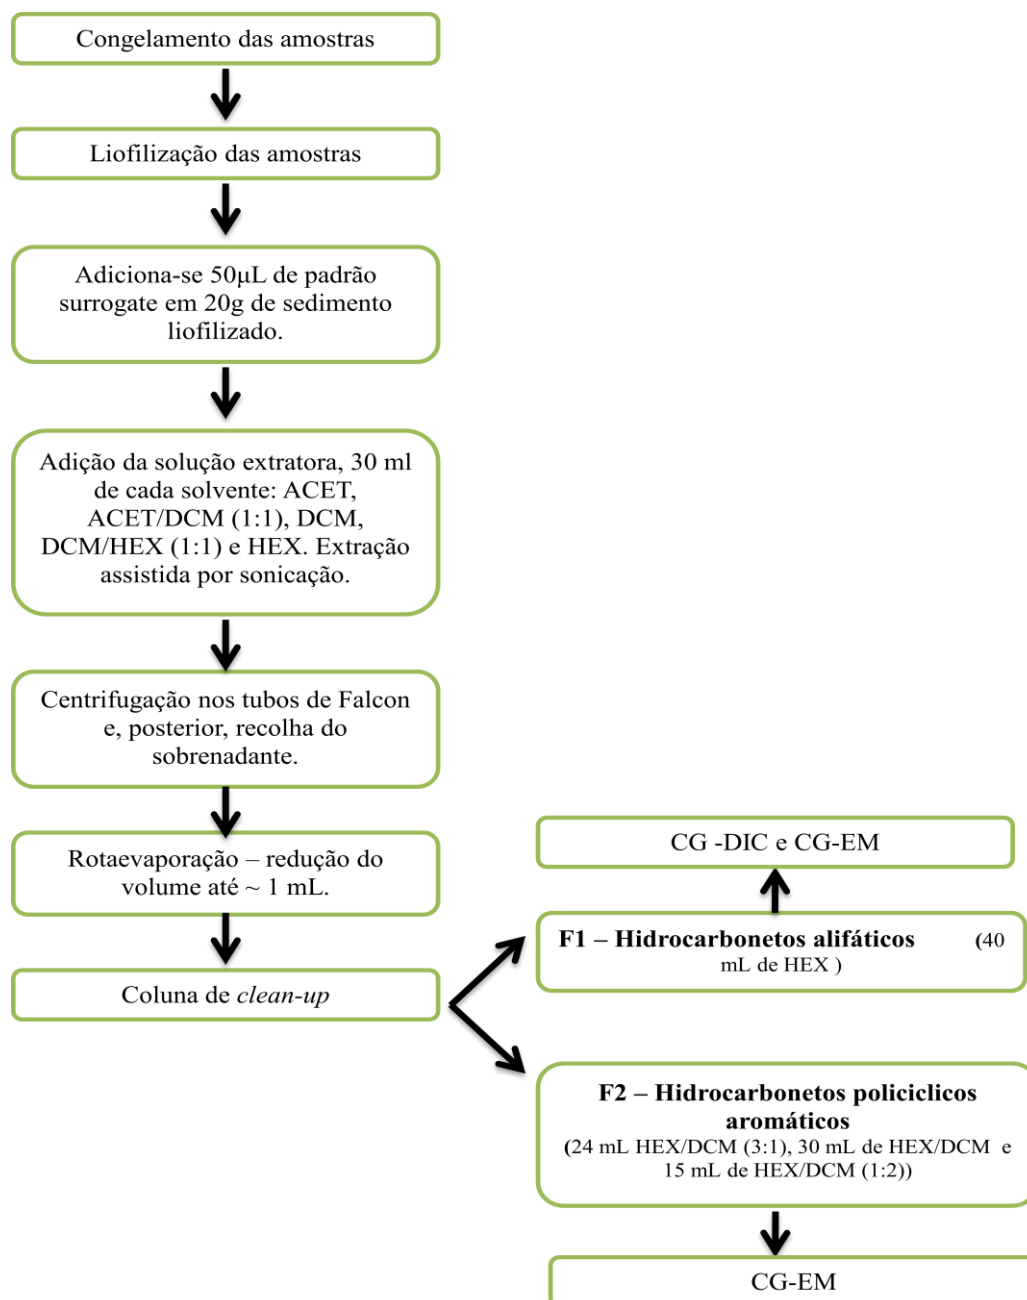 Congelamento das amostras
Liofilização das amostras
Adiciona-se 50µL de padrão
surrogate em 20g de sedimento
liofilizado.
Adição da solução extratora, 30 ml
de cada solvente: ACET,
ACET/DCM (1:1), DCM,
DCM/HEX (1:1) e HEX. Extração
assistida por sonicação.
Centrifugação nos tubos de Falcon
e, posterior, recolha do
sobrenadante.
Rotaevaporação – redução do
volume até ~ 1 mL.
Coluna de clean-up
CG -DIC e CG-EM
F1 – Hidrocarbonetos alifáticos (40
mL de HEX )
F2 – Hidrocarbonetos policiclicos
aromáticos
(24 mL HEX/DCM (3:1), 30 mL de HEX/DCM e
15 mL de HEX/DCM (1:2))
CG-EM